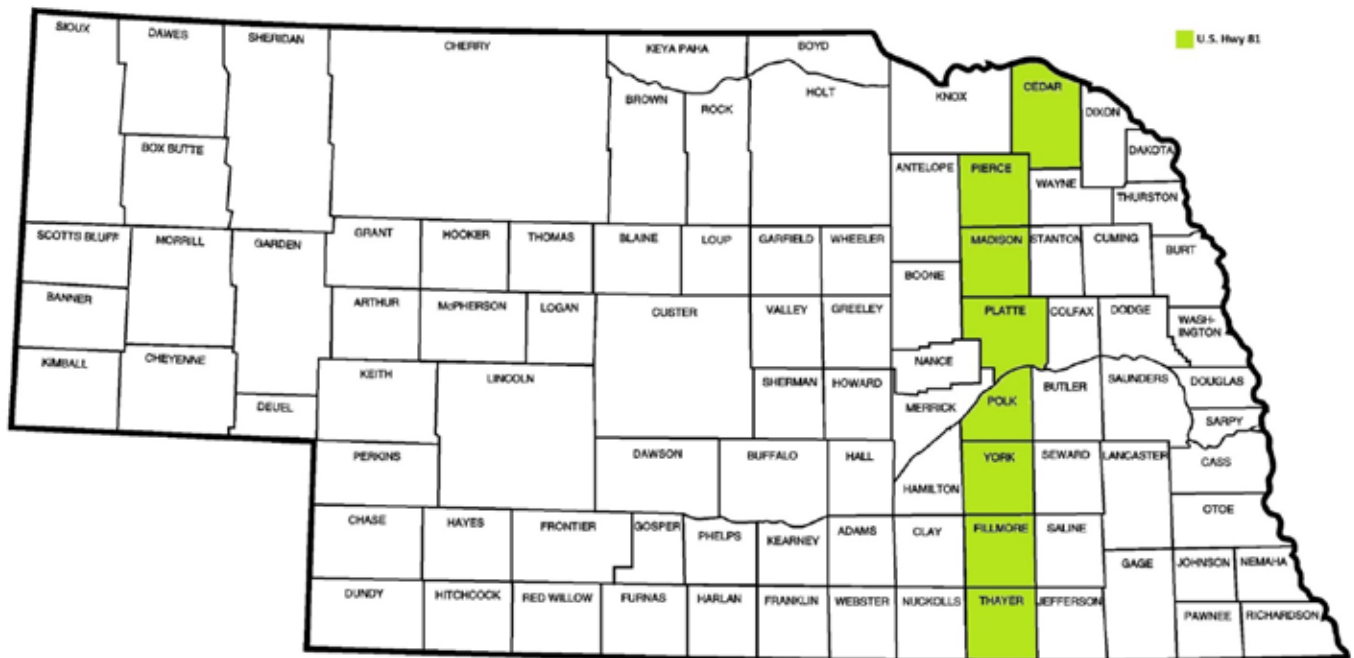 SIOUX
DAWES
SHERIDAN
CHERRY
KEYA PAHA
BOYD
U.S. Hwy 81
BROWN
ROCK
HOLT
KNOX
CEDAR
DIXON
BOX BUTTE
DAKOTA
ANTELOPE
PIERCE
WAYNE
THURSTON
SCOTTS BLUFF
MORRILL
GARDEN
GRANT
HOOKER
THOMAS
BLAINE
LOUP
GARFIELD
WHEELER
MADISON
STANTON
CUMING
BURT
BOONE
BANNER
ARTHUR
McPHERSON
LOGAN
CUSTER
VALLEY
GREELEY
PLATTE
COLFAX
DODGE
WASH-
INGTON
KIMBALL
CHEYENNE
KEITH
LINCOLN
NANCE
SHERMAN
HOWARD
DEUEL
MERRICK
POLK
BUTLER
SAUNDERS
DOUGLAS
SARPY
PERKINS
DAWSON
BUFFALO
HALL
YORK
SEWARD
LANCASTER
CASS
HAMILTON
OTOE
CHASE
HAYES
FRONTIER
GOSPER
PHELPS
KEARNEY
ADAMS
CLAY
FILLMORE
SALINE
GAGE
JOHNSON
NEMAHA
DUNDY
HITCHCOCK
RED WILLOW
FURNAS
HARLAN
FRANKLIN
WEBSTER
NUCKOLLS
THAYER
JEFFERSON
PAWNEE
RICHARDSON